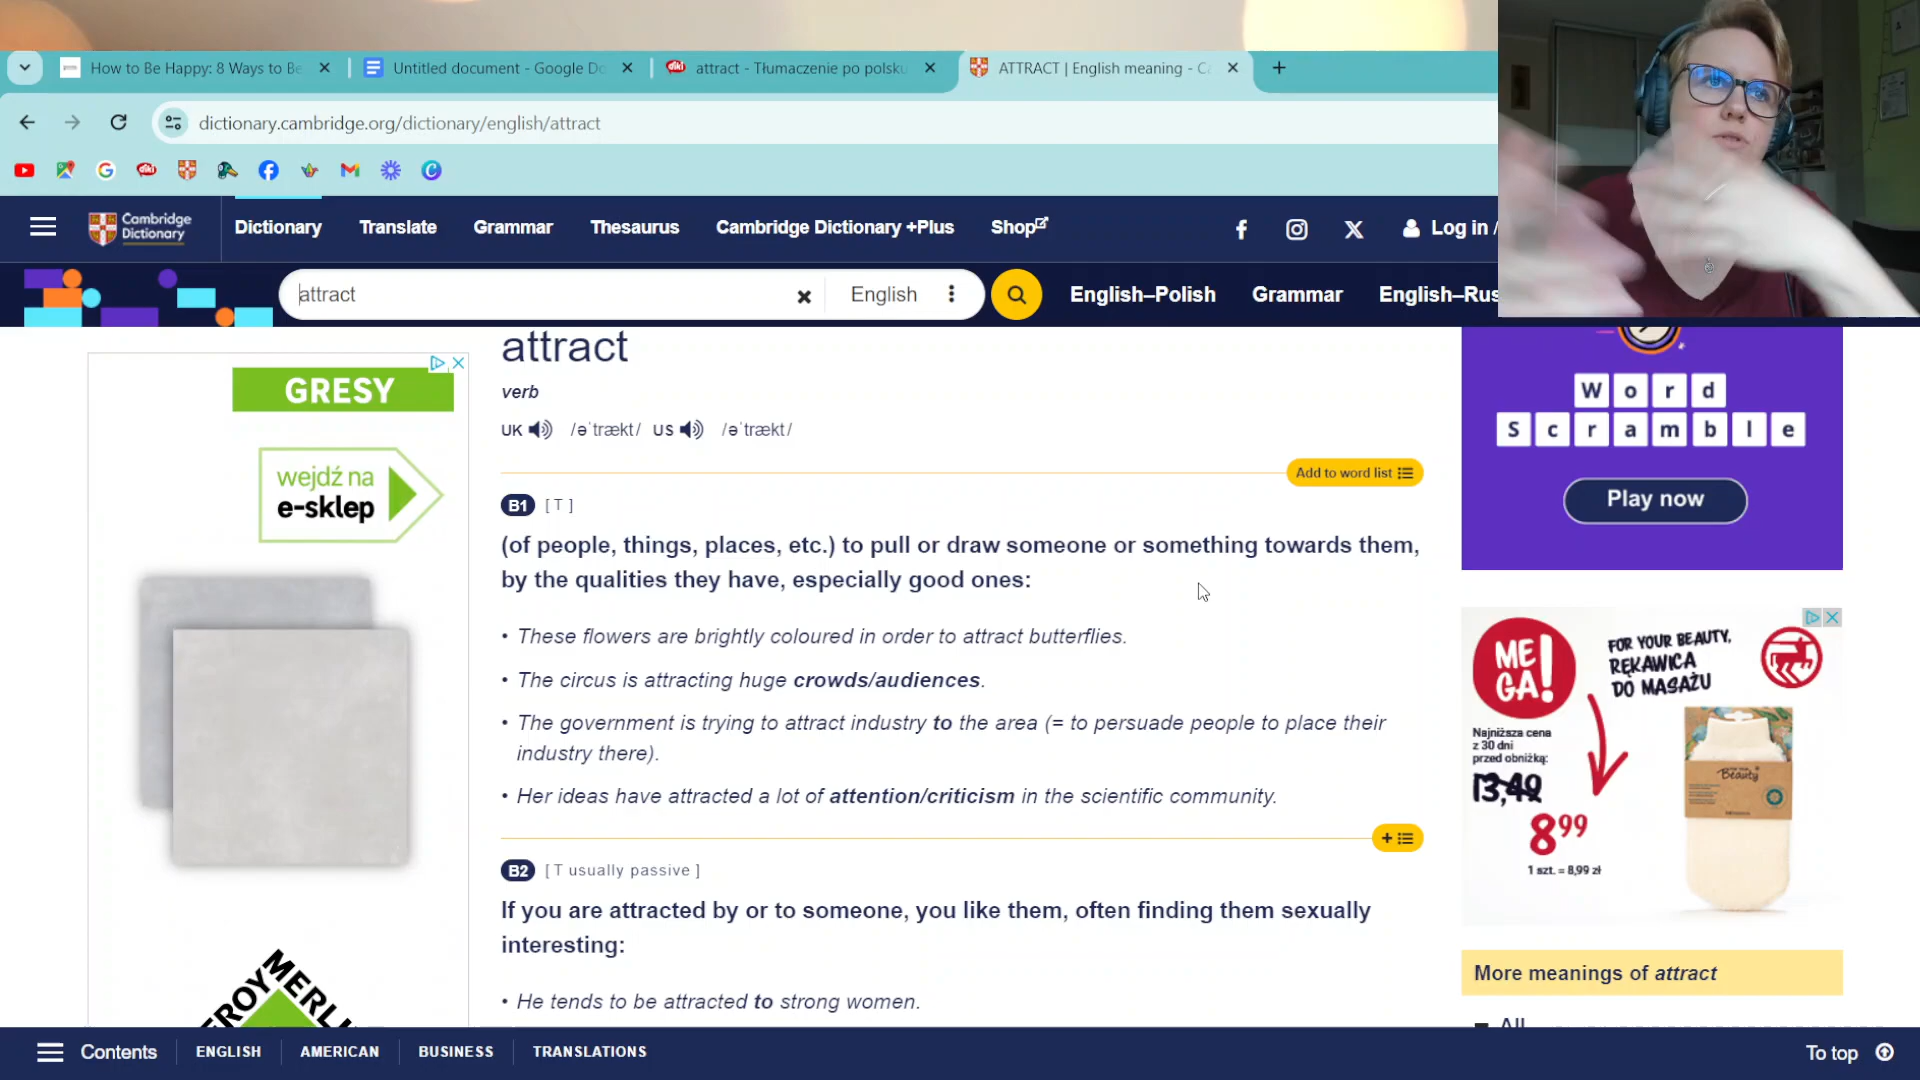 How to Be Happy: 8 Ways to Be
Untitled document - Google Do
attract - Tłumaczenie po polsku
ATTRACT | English meaning - Ca
dictionary.cambridge.org/dictionary/english/attract
Cambridge
Dictionary
Dictionary
Translate
Grammar
Thesaurus
Cambridge Dictionary +Plus
Shop
Log in /
attract
English
English–Polish
Grammar
English–Rus
attract
verb
UK /əˈtrækt/ US /əˈtrækt/
Add to word list
B1 [ T ]
(of people, things, places, etc.) to pull or draw someone or something towards them,
by the qualities they have, especially good ones:
• These flowers are brightly coloured in order to attract butterflies.
• The circus is attracting huge crowds/audiences.
• The government is trying to attract industry to the area (= to persuade people to place their
industry there).
• Her ideas have attracted a lot of attention/criticism in the scientific community.
B2 [ T usually passive ]
If you are attracted by or to someone, you like them, often finding them sexually
interesting:
• He tends to be attracted to strong women.
GRESY
wejdź na
e-sklep
LEROY MERLIN
Word
Scramble
Play now
ME
GA!
FOR YOUR BEAUTY,
RĘKAWICA
DO MASAŻU
Najniższa cena
z 30 dni
przed obniżką:
13,49
8 99
1 szt. = 8,99 zł
Beauty
More meanings of attract
All
Contents
ENGLISH
AMERICAN
BUSINESS
TRANSLATIONS
To top